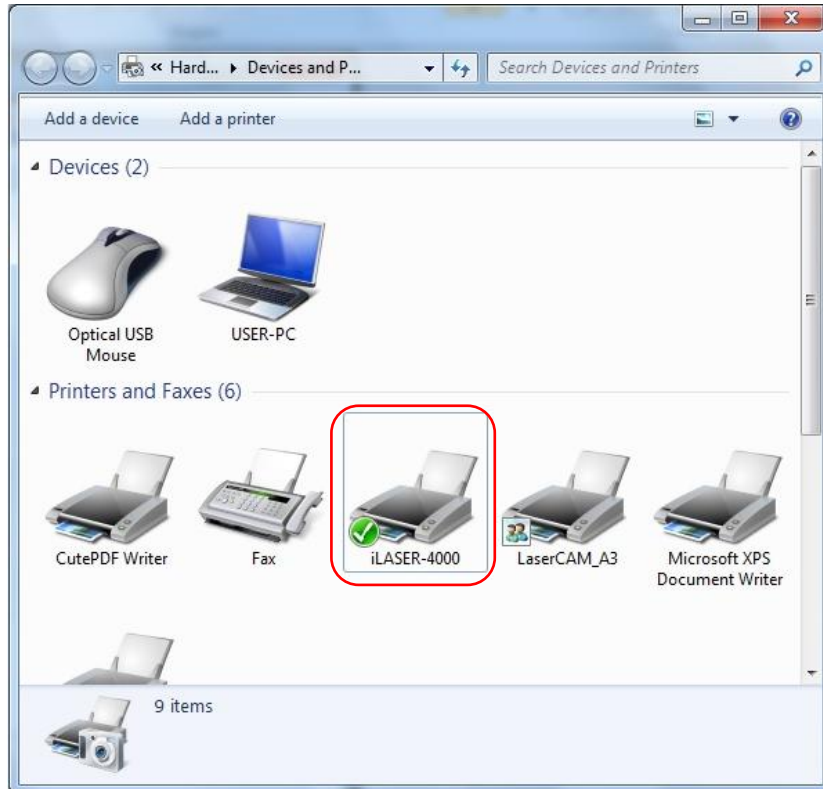 « Hard... ▸ Devices and P...
Search Devices and Printers
Add a device Add a printer
Devices (2)
Optical USB
Mouse
USER-PC
Printers and Faxes (6)
CutePDF Writer
Fax
iLASER-4000
LaserCAM_A3
Microsoft XPS
Document Writer
9 items